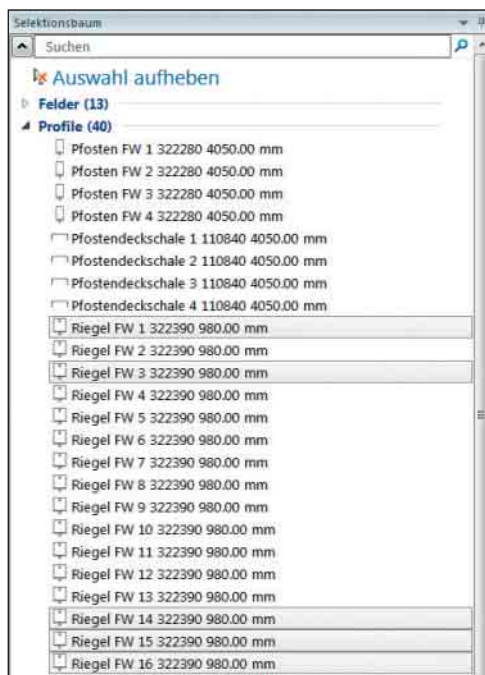 Selektionsbaum
Suchen
Auswahl aufheben
Felder (13)
Profile (40)
Pfosten FW 1 322280 4050.00 mm
Pfosten FW 2 322280 4050.00 mm
Pfosten FW 3 322280 4050.00 mm
Pfosten FW 4 322280 4050.00 mm
Pfostendeckschale 1 110840 4050.00 mm
Pfostendeckschale 2 110840 4050.00 mm
Pfostendeckschale 3 110840 4050.00 mm
Pfostendeckschale 4 110840 4050.00 mm
Riegel FW 1 322390 980.00 mm
Riegel FW 2 322390 980.00 mm
Riegel FW 3 322390 980.00 mm
Riegel FW 4 322390 980.00 mm
Riegel FW 5 322390 980.00 mm
Riegel FW 6 322390 980.00 mm
Riegel FW 7 322390 980.00 mm
Riegel FW 8 322390 980.00 mm
Riegel FW 9 322390 980.00 mm
Riegel FW 10 322390 980.00 mm
Riegel FW 11 322390 980.00 mm
Riegel FW 12 322390 980.00 mm
Riegel FW 13 322390 980.00 mm
Riegel FW 14 322390 980.00 mm
Riegel FW 15 322390 980.00 mm
Riegel FW 16 322390 980.00 mm